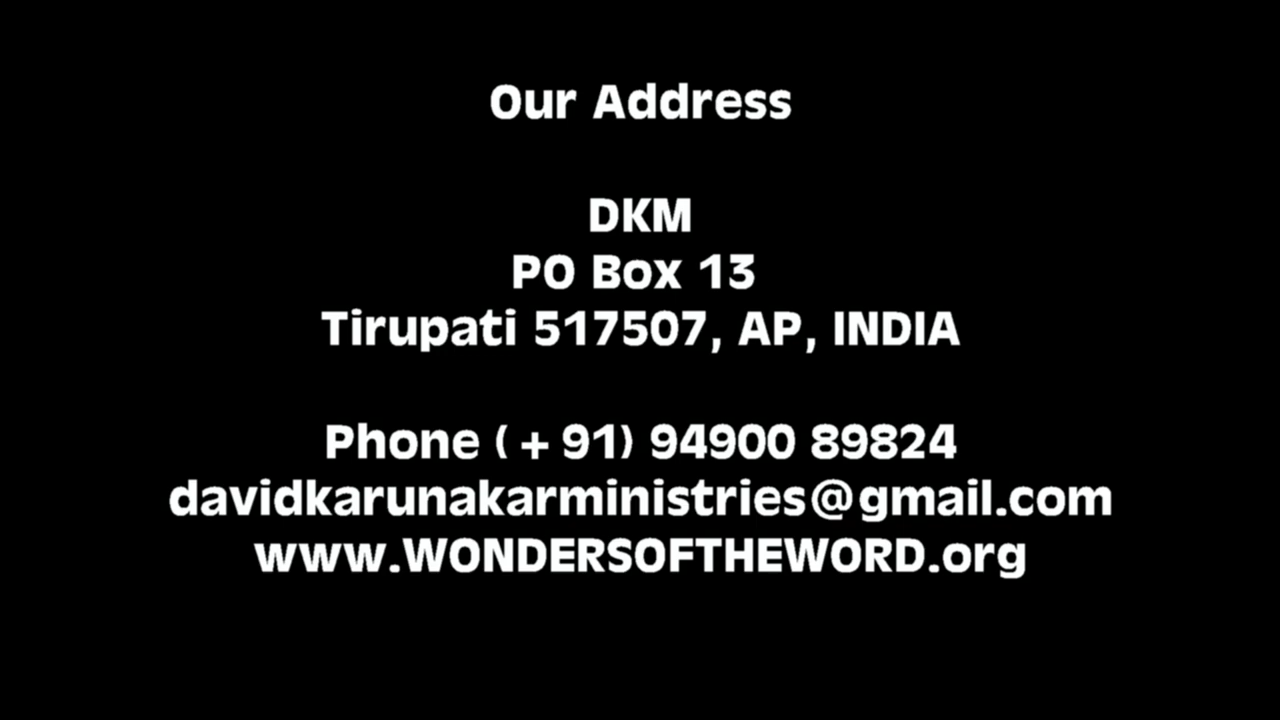 Our Address
DKM
PO Box 13
Tirupati 517507, AP, INDIA
Phone ( + 91) 94900 89824
davidkarunakarministries@gmail.com
www.WONDERSOFTHEWORD.org